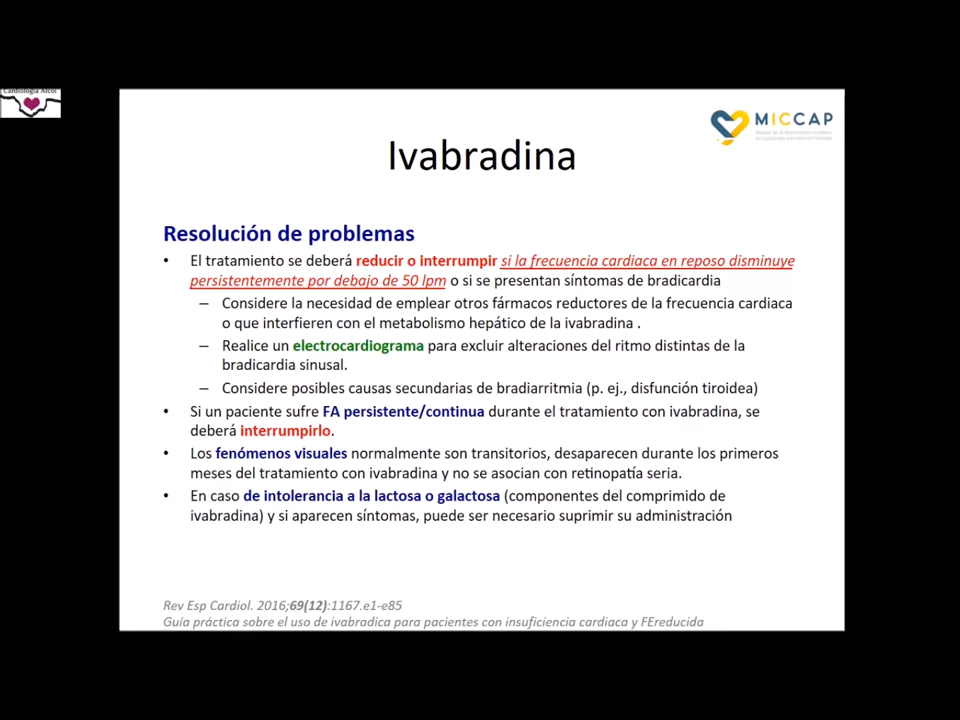 Cardiología Alcoi
MICCAP
Ivabradina
Resolución de problemas
• El tratamiento se deberá reducir o interrumpir si la frecuencia cardiaca en reposo disminuye
persistentemente por debajo de 50 lpm o si se presentan síntomas de bradicardia
– Considere la necesidad de emplear otros fármacos reductores de la frecuencia cardiaca
o que interfieren con el metabolismo hepático de la ivabradina .
– Realice un electrocardiograma para excluir alteraciones del ritmo distintas de la
bradicardia sinusal.
– Considere posibles causas secundarias de bradiarritmia (p. ej., disfunción tiroidea)
• Si un paciente sufre FA persistente/continua durante el tratamiento con ivabradina, se
deberá interrumpirlo.
• Los fenómenos visuales normalmente son transitorios, desaparecen durante los primeros
meses del tratamiento con ivabradina y no se asocian con retinopatía seria.
• En caso de intolerancia a la lactosa o galactosa (componentes del comprimido de
ivabradina) y si aparecen síntomas, puede ser necesario suprimir su administración
Rev Esp Cardiol. 2016;69(12):1167.e1-e85
Guía práctica sobre el uso de ivabradica para pacientes con insuficiencia cardiaca y FEreducida